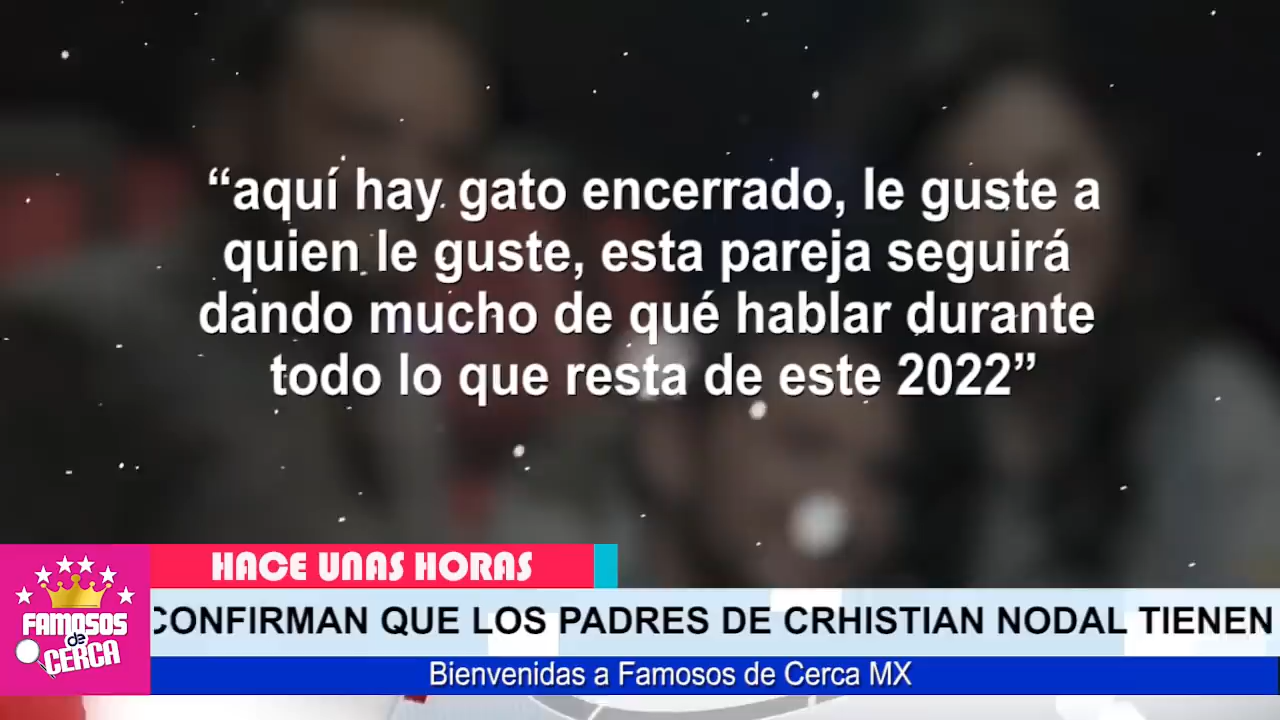 “aquí hay gato encerrado, le guste a
quien le guste, esta pareja seguirá
dando mucho de qué hablar durante
todo lo que resta de este 2022”
HACE UNAS HORAS
CONFIRMAN QUE LOS PADRES DE CRHISTIAN NODAL TIENEN
FAMOSOS
de
CERCA
Bienvenidas a Famosos de Cerca MX